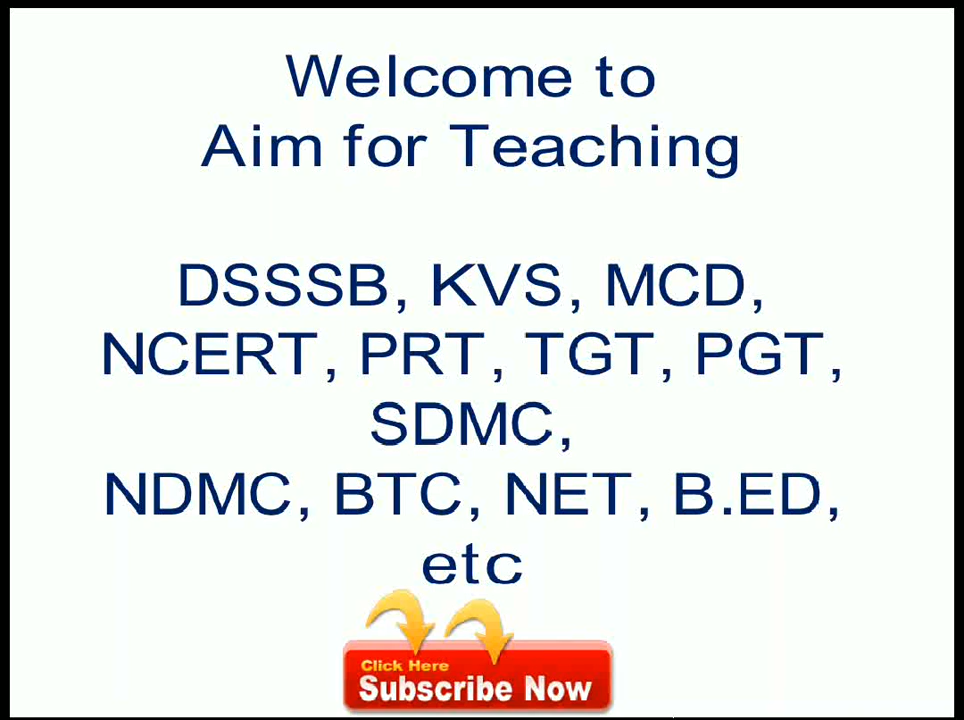 Welcome to
Aim for Teaching
DSSSB, KVS, MCD,
NCERT, PRT, TGT, PGT,
SDMC,
NDMC, BTC, NET, B.ED,
etc
Click Here
Subscribe Now